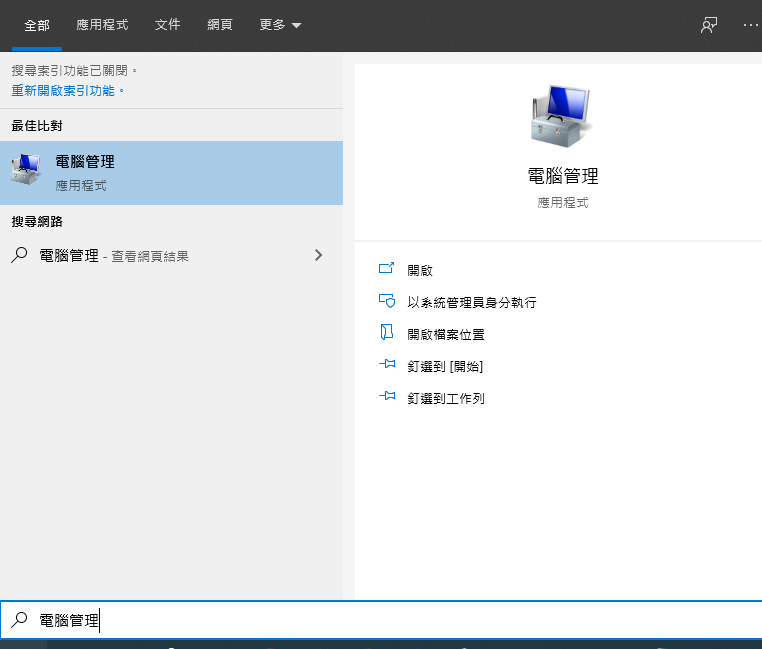 全部 應用程式 文件 網頁 更多
搜尋索引功能已關閉。
重新開啟索引功能。
最佳比對
電腦管理
應用程式
搜尋網路
電腦管理 - 查看網頁結果
電腦管理
應用程式
開啟
以系統管理員身分執行
開啟檔案位置
釘選到 [開始]
釘選到工作列
電腦管理